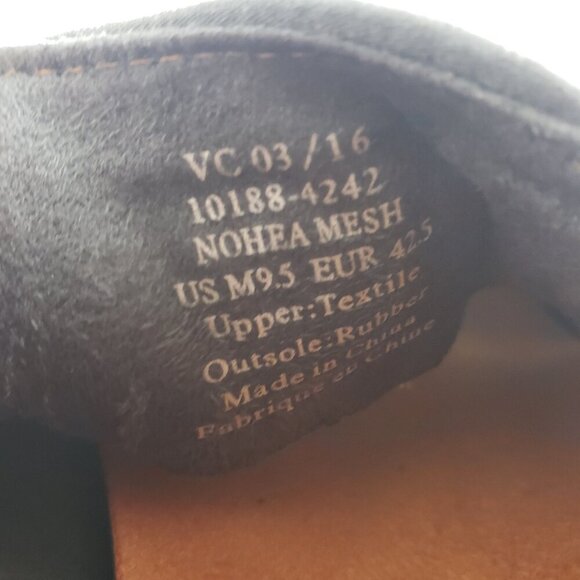 VC 03/16
10188-4242
NOHEA MESH
US M9.5 EUR 42.5
Upper:Textile
Outsole:Rubber
Made in China
Fabriqué en Chine